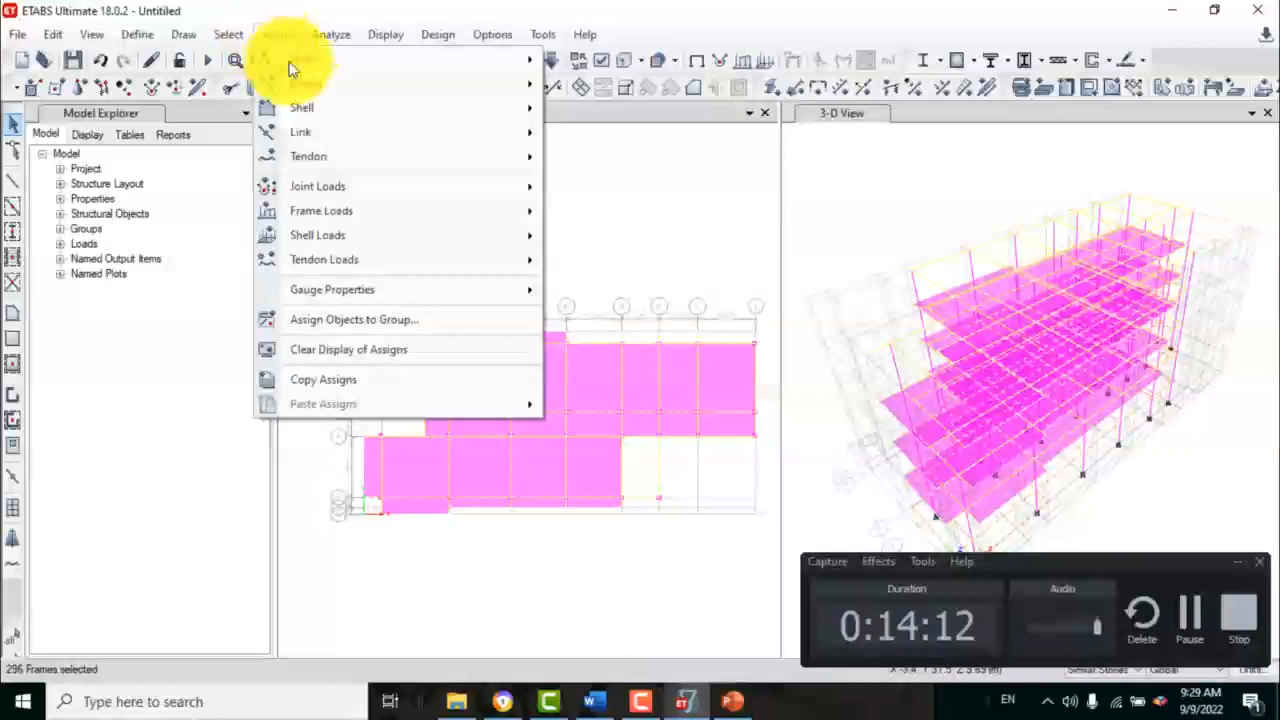 ETABS Ultimate 18.0.2 - Untitled
File Edit View Define Draw Select Analyze Display Design Options Tools Help
Model Explorer
3-D View
Model Display Tables Reports
Model
Project
Structure Layout
Properties
Structural Objects
Groups
Loads
Named Output Items
Named Plots
Shell
Link
Tendon
Joint Loads
Frame Loads
Shell Loads
Tendon Loads
Gauge Properties
Assign Objects to Group...
Clear Display of Assigns
Copy Assigns
Paste Assigns
Capture Effects Tools Help
Duration
Audio
0:14:12
Delete Pause Stop
296 Frames selected
Similar Stories Global Units...
Type here to search
EN
9:29 AM
9/9/2022